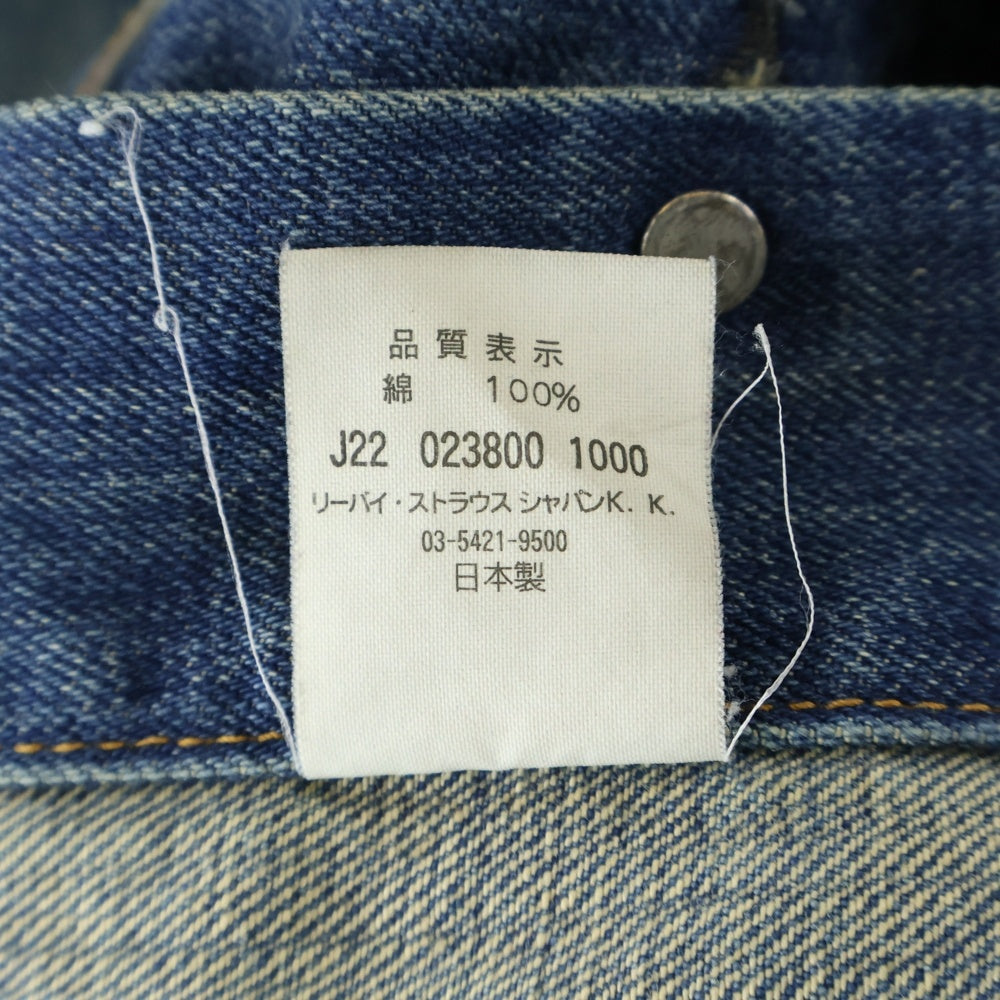 品質表示
綿 100%
J22 023800 1000
リーバイ・ストラウス ジャパンK.K.
03-5421-9500
日本製